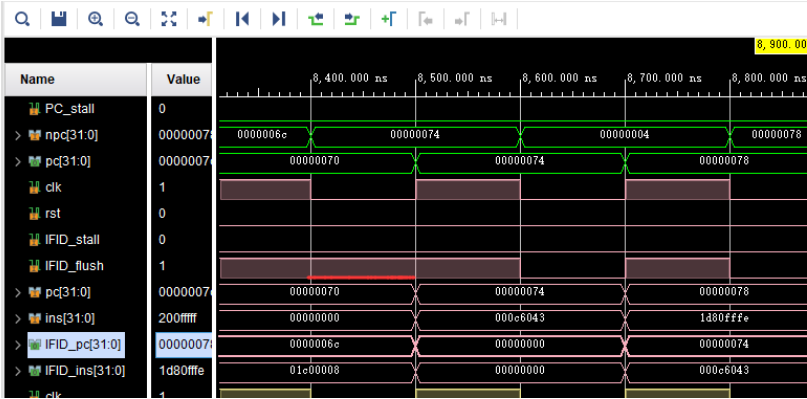 8,900.00
Name Value 8,400.000 ns 8,500.000 ns 8,600.000 ns 8,700.000 ns 8,800.000 ns
PC_stall 0
npc[31:0] 00000078 0000006c 00000074 00000004 00000078
pc[31:0] 0000007 00000070 00000074 00000078
clk 1
rst 0
IFID_stall 0
IFID_flush 1
pc[31:0] 0000007 00000070 00000074 00000078
ins[31:0] 200fffff 00000000 000c6043 1d80fffe
IFID_pc[31:0] 00000078 0000006c 00000000 00000074
IFID_ins[31:0] 1d80fffe 01c00008 00000000 000c6043
clk 1